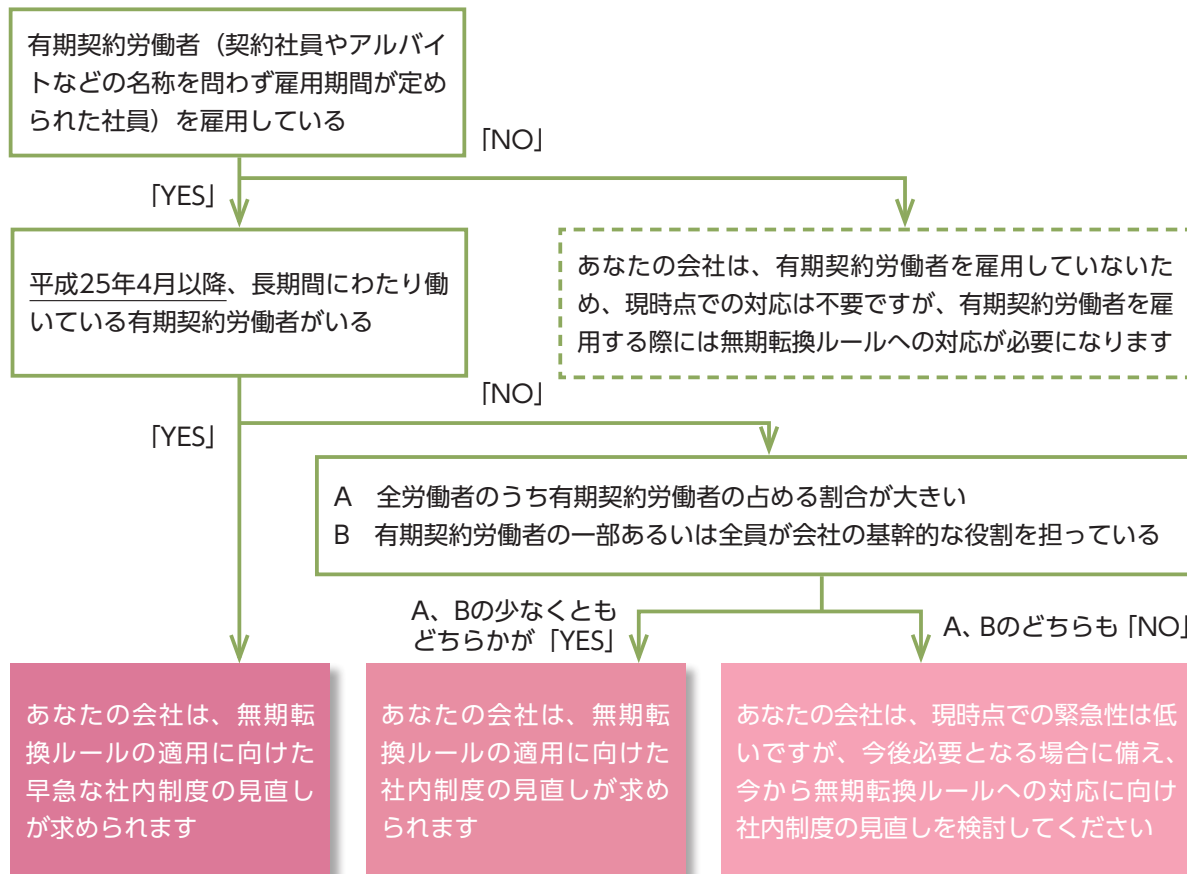 有期契約労働者（契約社員やアルバイ
トなどの名称を問わず雇用期間が定め
られた社員）を雇用している
「NO」
「YES」
平成25年4月以降、長期間にわたり働
いている有期契約労働者がいる
あなたの会社は、有期契約労働者を雇用していないた
め、現時点での対応は不要ですが、有期契約労働者を雇
用する際には無期転換ルールへの対応が必要になります
「NO」
「YES」
A　全労働者のうち有期契約労働者の占める割合が大きい
B　有期契約労働者の一部あるいは全員が会社の基幹的な役割を担っている
A、Bの少なくとも
どちらかが「YES」
A、Bのどちらも「NO」
あなたの会社は、無期転
換ルールの適用に向けた
早急な社内制度の見直し
が求められます
あなたの会社は、無期転
換ルールの適用に向けた
社内制度の見直しが求め
られます
あなたの会社は、現時点での緊急性は低
いですが、今後必要となる場合に備え、
今から無期転換ルールへの対応に向け
社内制度の見直しを検討してください